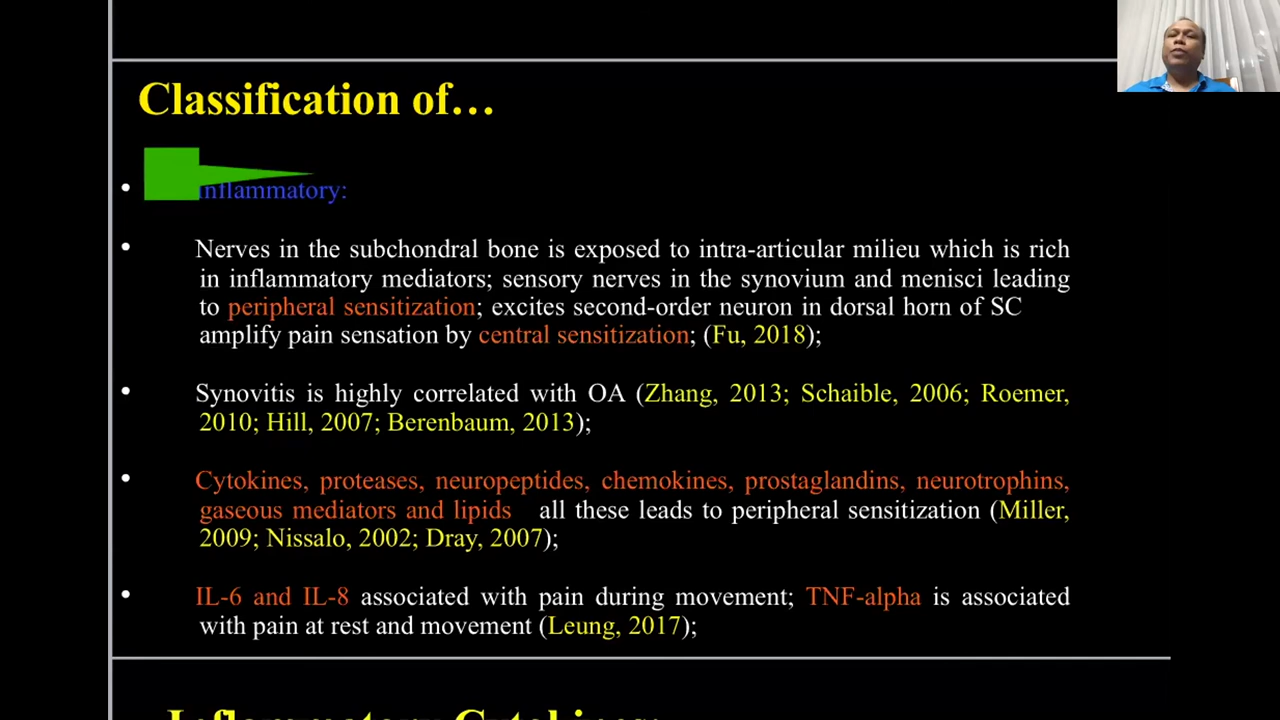 Classification of…
• Inflammatory:
• Nerves in the subchondral bone is exposed to intra-articular milieu which is rich
in inflammatory mediators; sensory nerves in the synovium and menisci leading
to peripheral sensitization; excites second-order neuron in dorsal horn of SC
amplify pain sensation by central sensitization; (Fu, 2018);
• Synovitis is highly correlated with OA (Zhang, 2013; Schaible, 2006; Roemer,
2010; Hill, 2007; Berenbaum, 2013);
• Cytokines, proteases, neuropeptides, chemokines, prostaglandins, neurotrophins,
gaseous mediators and lipids all these leads to peripheral sensitization (Miller,
2009; Nissalo, 2002; Dray, 2007);
• IL-6 and IL-8 associated with pain during movement; TNF-alpha is associated
with pain at rest and movement (Leung, 2017);
Inflammatory Cytokines: